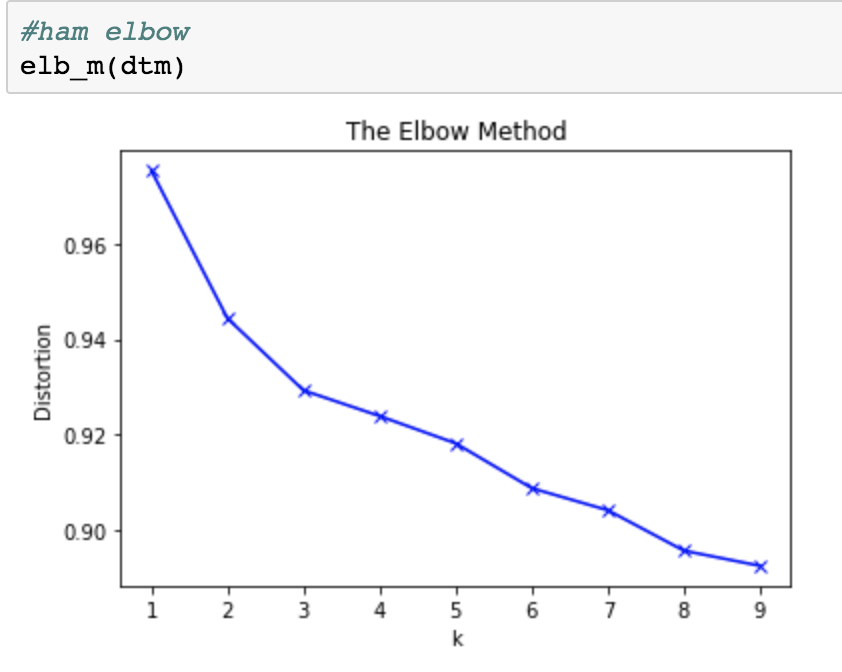 #ham elbow
elb_m(dtm)
The Elbow Method
0.96
0.94
0.92
0.90
Distortion
1 2 3 4 5 6 7 8 9
k